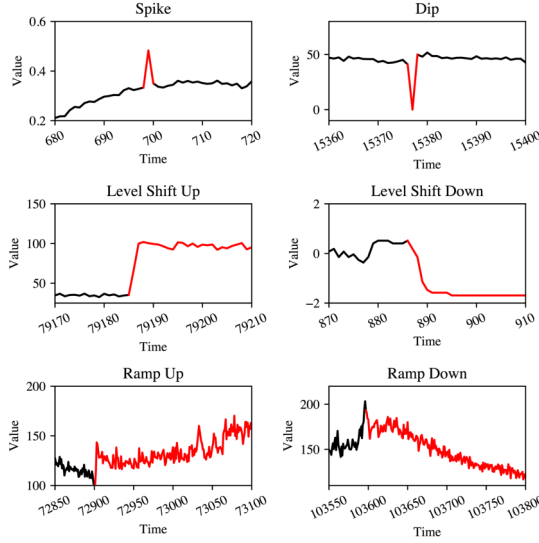 Spike
Value
0.6
0.4
0.2
680
690
700
710
720
Time
Dip
Value
50
0
15360
15370
15380
15390
15400
Time
Level Shift Up
Value
150
100
50
79170
79180
79190
79200
79210
Time
Level Shift Down
Value
2
0
−2
870
880
890
900
910
Time
Ramp Up
Value
200
150
100
72850
72900
72950
73000
73050
73100
Time
Ramp Down
Value
200
150
103550
103600
103650
103700
103750
103800
Time